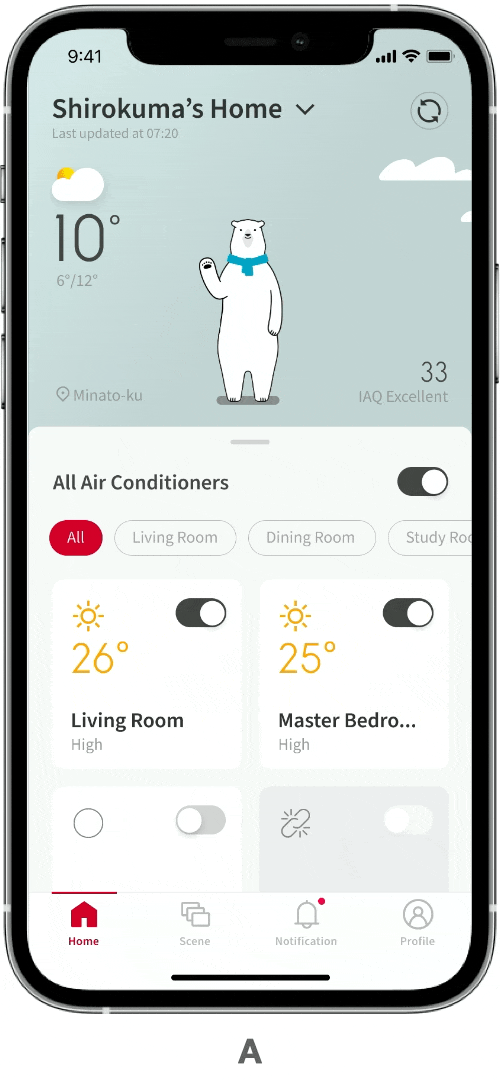 9:41
Shirokuma's Home
Last updated at 07:20
10°
6°/12°
Minato-ku
33
IAQ Excellent
All Air Conditioners
All
Living Room
Dining Room
Study Roo
26°
25°
Living Room
Master Bedro...
High
High
Home
Scene
Notification
Profile
A